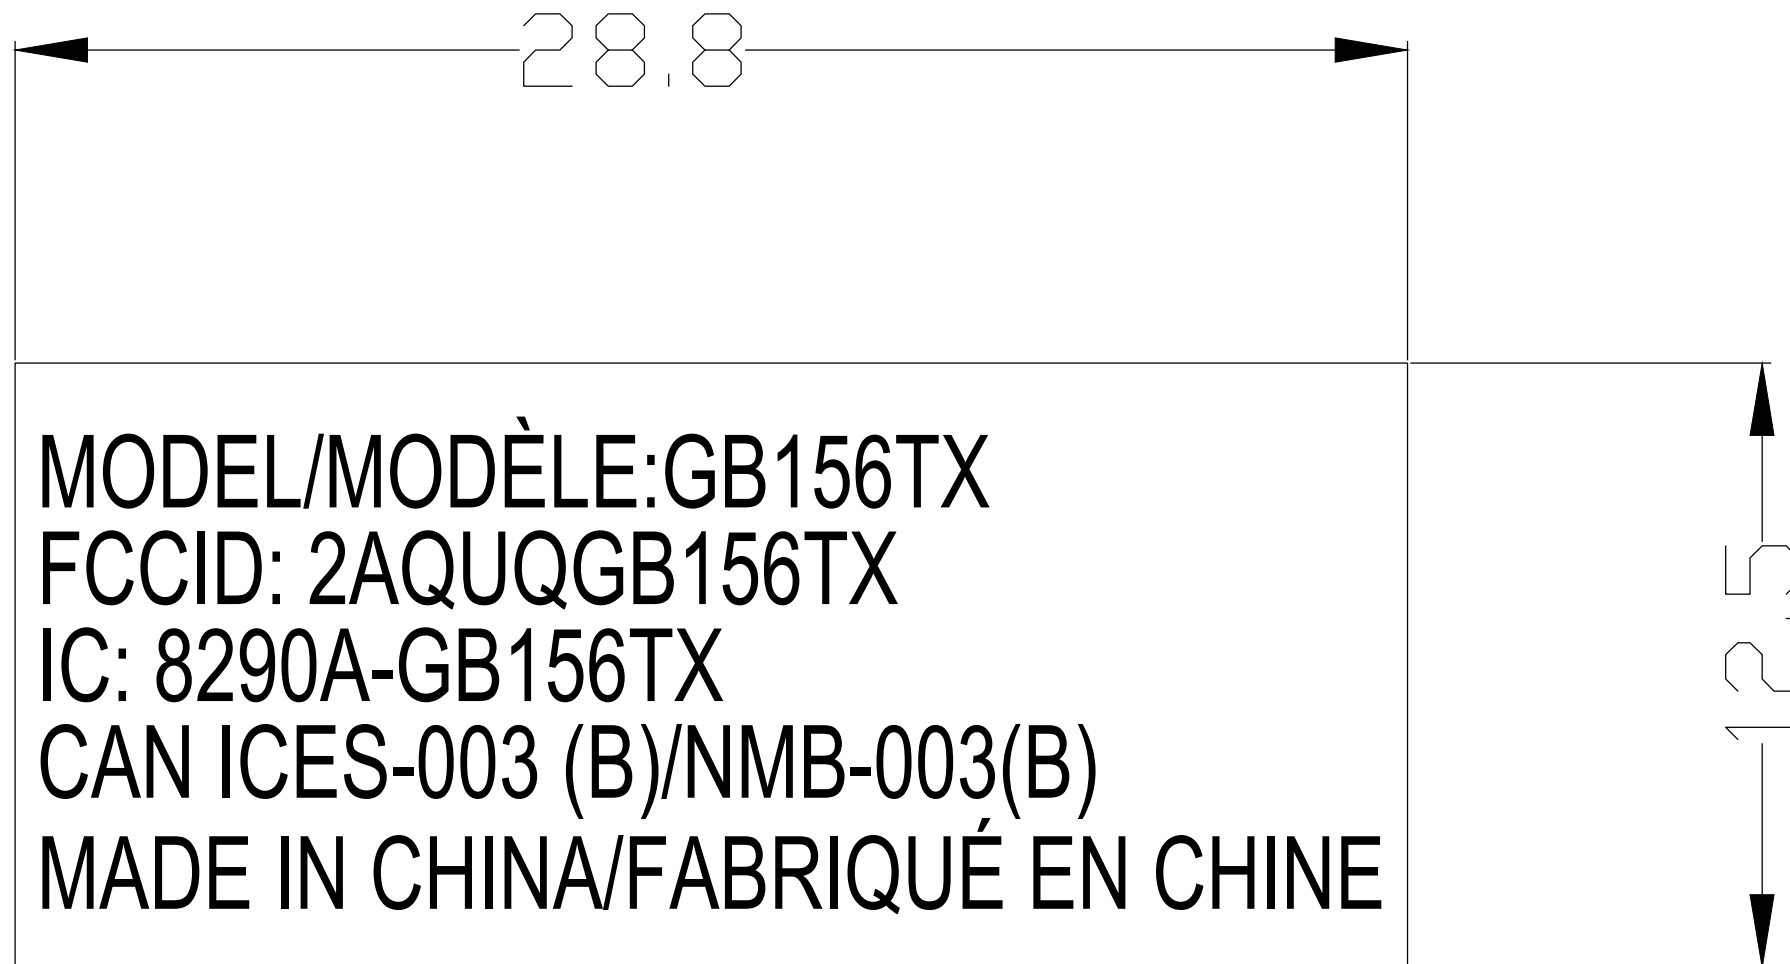 28.8
MODEL/MODÈLE:GB156TX
FCCID: 2AQUQGB156TX
IC: 8290A-GB156TX
CAN ICES-003 (B)/NMB-003(B)
MADE IN CHINA/FABRIQUÉ EN CHINE
12.5